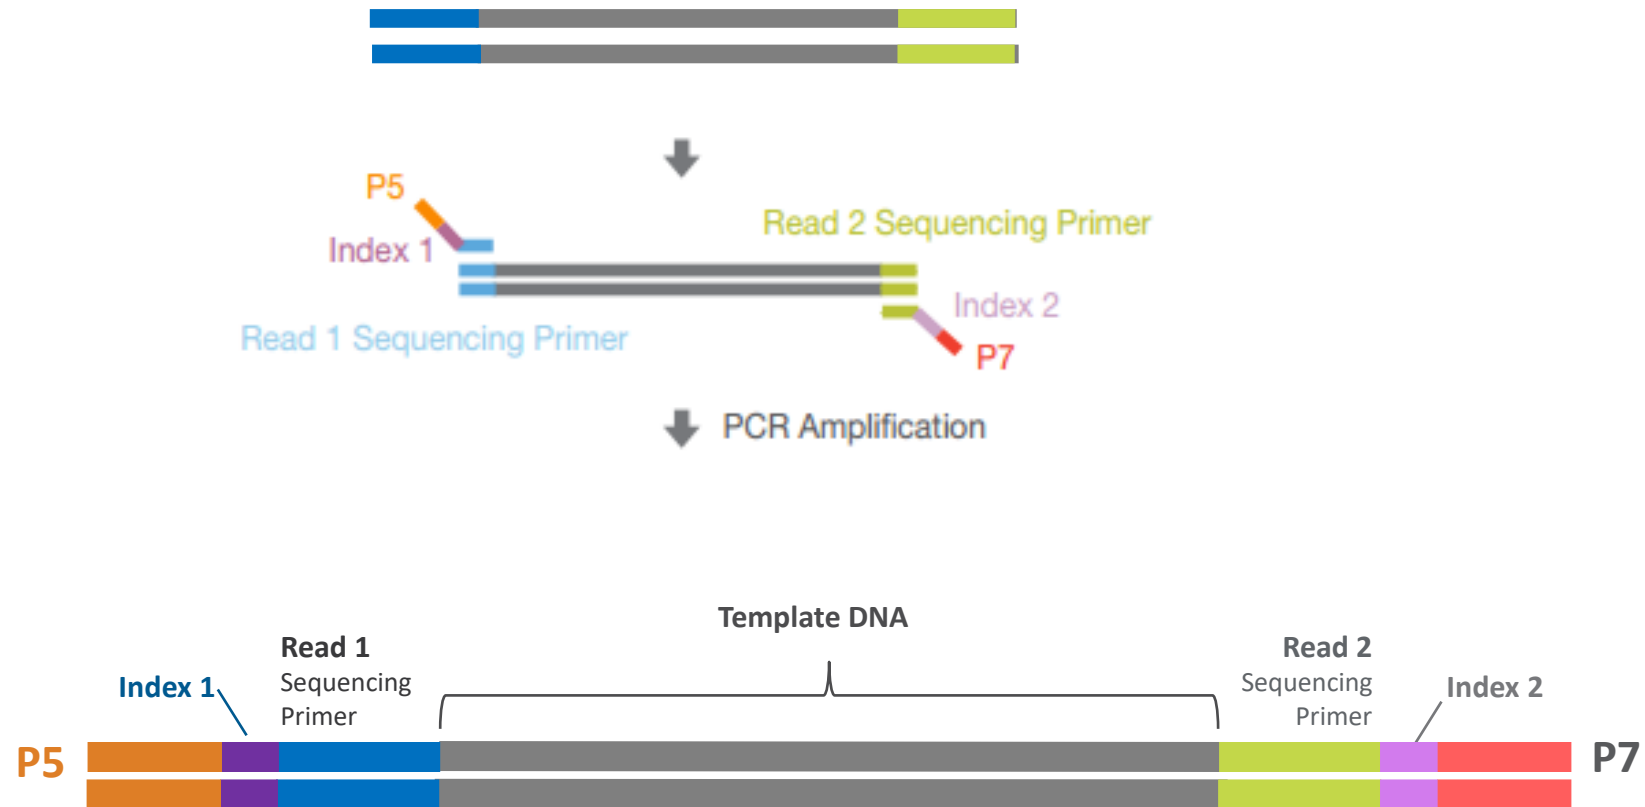 P5
Read 2 Sequencing Primer
Index 1
Index 2
Read 1 Sequencing Primer
P7
PCR Amplification
Template DNA
Read 1
Sequencing
Primer
Read 2
Sequencing
Primer
Index 1
Index 2
P5
P7